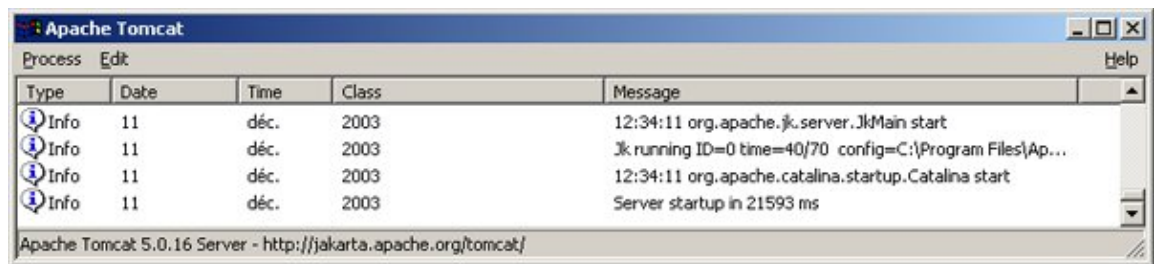 Apache Tomcat
Process Edit Help
Type Date Time Class Message
Info 11 déc. 2003 12:34:11 org.apache.jk.server.JkMain start
Info 11 déc. 2003 Jk running ID=0 time=40/70 config=C:\Program Files\Ap...
Info 11 déc. 2003 12:34:11 org.apache.catalina.startup.Catalina start
Info 11 déc. 2003 Server startup in 21593 ms
Apache Tomcat 5.0.16 Server - http://jakarta.apache.org/tomcat/